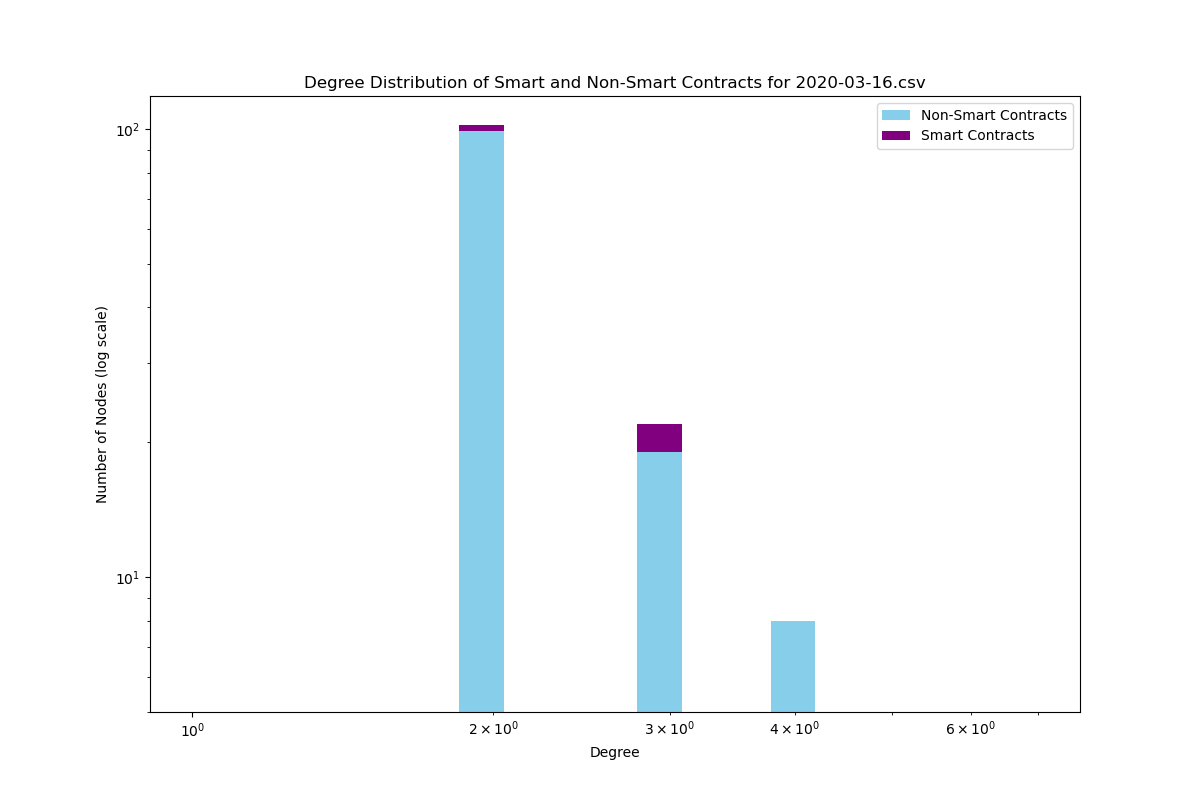 Degree Distribution of Smart and Non-Smart Contracts for 2020-03-16.csv
Non-Smart Contracts
Smart Contracts
Number of Nodes (log scale)
10²
10¹
10⁰
2 × 10⁰
3 × 10⁰
4 × 10⁰
6 × 10⁰
Degree